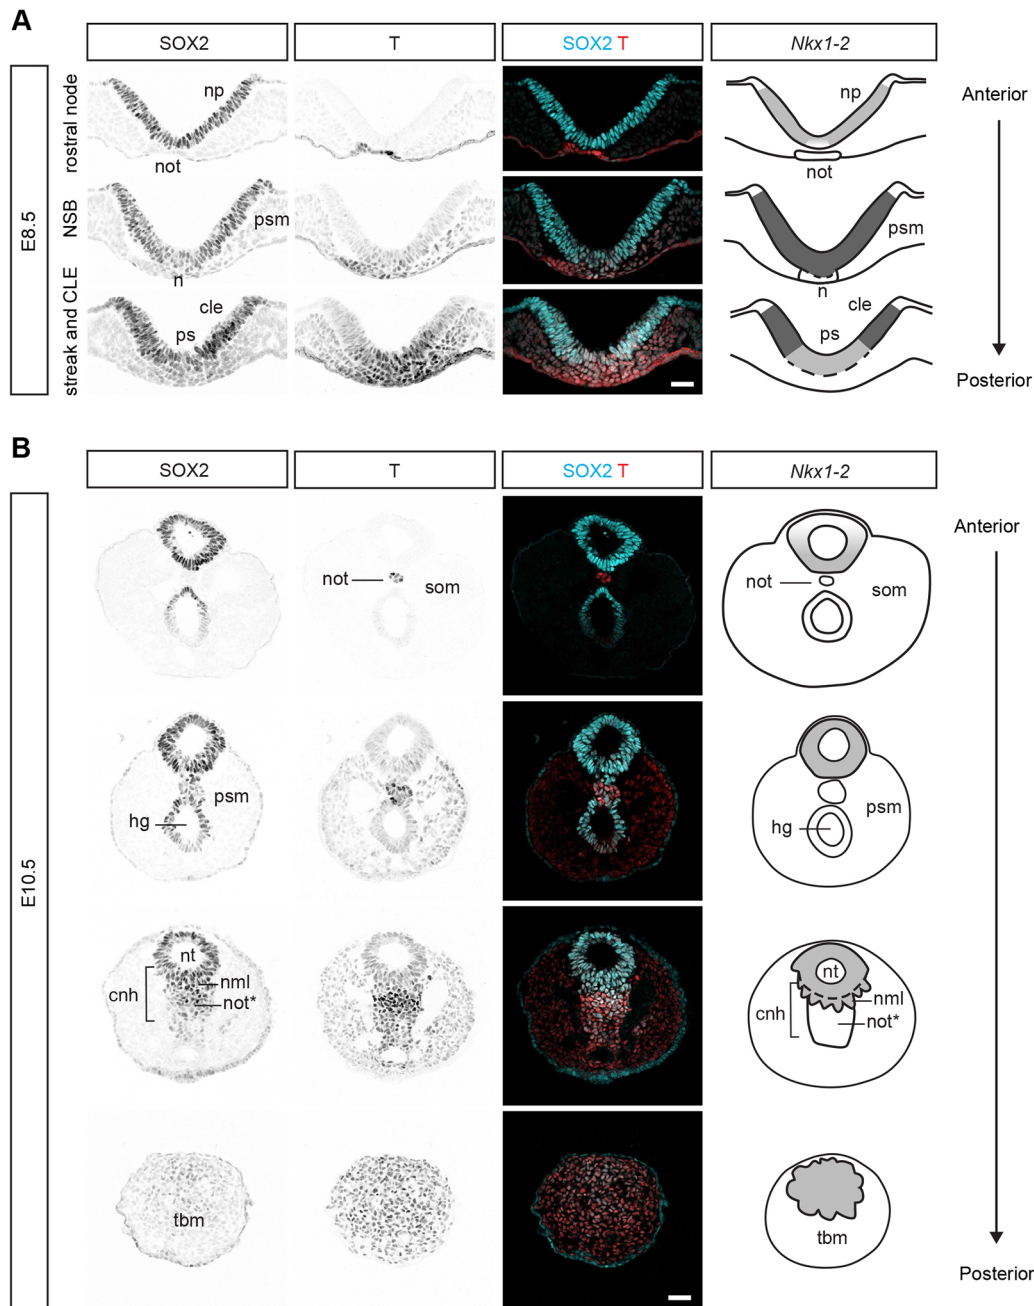 A
SOX2
T
SOX2 T
Nkx1-2
E8.5
rostral node
np
not
np
not
Anterior
NSB
psm
n
psm
n
streak and CLE
cle
ps
cle
ps
Posterior
B
SOX2
T
SOX2 T
Nkx1-2
E10.5
not
som
not
som
Anterior
psm
hg
psm
hg
nt
nml
cnh
not*
nt
nml
cnh
not*
tbm
tbm
Posterior